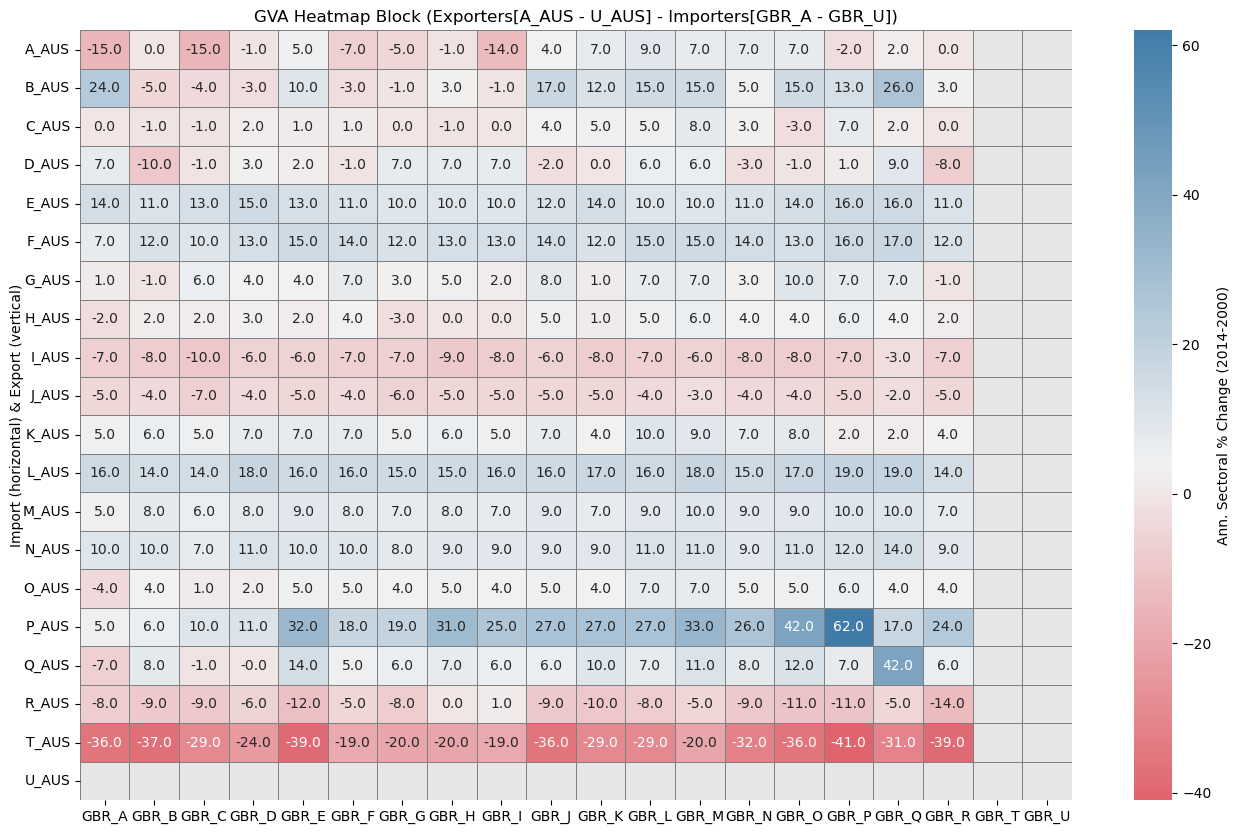 GVA Heatmap Block (Exporters[A_AUS - U_AUS] - Importers[GBR_A - GBR_U])
Import (horizontal) & Export (vertical)
A_AUS -15.0 0.0 -15.0 -1.0 5.0 -7.0 -5.0 -1.0 -14.0 4.0 7.0 9.0 7.0 7.0 7.0 -2.0 2.0 0.0
B_AUS 24.0 -5.0 -4.0 -3.0 10.0 -3.0 -1.0 3.0 -1.0 17.0 12.0 15.0 15.0 5.0 15.0 13.0 26.0 3.0
C_AUS 0.0 -1.0 -1.0 2.0 1.0 1.0 0.0 -1.0 0.0 4.0 5.0 5.0 8.0 3.0 -3.0 7.0 2.0 0.0
D_AUS 7.0 -10.0 -1.0 3.0 2.0 -1.0 7.0 7.0 7.0 -2.0 0.0 6.0 6.0 -3.0 -1.0 1.0 9.0 -8.0
E_AUS 14.0 11.0 13.0 15.0 13.0 11.0 10.0 10.0 10.0 12.0 14.0 10.0 10.0 11.0 14.0 16.0 16.0 11.0
F_AUS 7.0 12.0 10.0 13.0 15.0 14.0 12.0 13.0 13.0 14.0 12.0 15.0 15.0 14.0 13.0 16.0 17.0 12.0
G_AUS 1.0 -1.0 6.0 4.0 4.0 7.0 3.0 5.0 2.0 8.0 1.0 7.0 7.0 3.0 10.0 7.0 7.0 -1.0
H_AUS -2.0 2.0 2.0 3.0 2.0 4.0 -3.0 0.0 0.0 5.0 1.0 5.0 6.0 4.0 4.0 6.0 4.0 2.0
I_AUS -7.0 -8.0 -10.0 -6.0 -6.0 -7.0 -7.0 -9.0 -8.0 -6.0 -8.0 -7.0 -6.0 -8.0 -8.0 -7.0 -3.0 -7.0
J_AUS -5.0 -4.0 -7.0 -4.0 -5.0 -4.0 -6.0 -5.0 -5.0 -5.0 -5.0 -4.0 -3.0 -4.0 -4.0 -5.0 -2.0 -5.0
K_AUS 5.0 6.0 5.0 7.0 7.0 7.0 5.0 6.0 5.0 7.0 4.0 10.0 9.0 7.0 8.0 2.0 2.0 4.0
L_AUS 16.0 14.0 14.0 18.0 16.0 16.0 15.0 15.0 16.0 16.0 17.0 16.0 18.0 15.0 17.0 19.0 19.0 14.0
M_AUS 5.0 8.0 6.0 8.0 9.0 8.0 7.0 8.0 7.0 9.0 7.0 9.0 10.0 9.0 9.0 10.0 10.0 7.0
N_AUS 10.0 10.0 7.0 11.0 10.0 10.0 8.0 9.0 9.0 9.0 9.0 11.0 11.0 9.0 11.0 12.0 14.0 9.0
O_AUS -4.0 4.0 1.0 2.0 5.0 5.0 4.0 5.0 4.0 5.0 4.0 7.0 7.0 5.0 5.0 6.0 4.0 4.0
P_AUS 5.0 6.0 10.0 11.0 32.0 18.0 19.0 31.0 25.0 27.0 27.0 27.0 33.0 26.0 42.0 62.0 17.0 24.0
Q_AUS -7.0 8.0 -1.0 -0.0 14.0 5.0 6.0 7.0 6.0 6.0 10.0 7.0 11.0 8.0 12.0 7.0 42.0 6.0
R_AUS -8.0 -9.0 -9.0 -6.0 -12.0 -5.0 -8.0 0.0 1.0 -9.0 -10.0 -8.0 -5.0 -9.0 -11.0 -11.0 -5.0 -14.0
T_AUS -36.0 -37.0 -29.0 -24.0 -39.0 -19.0 -20.0 -20.0 -19.0 -36.0 -29.0 -29.0 -20.0 -32.0 -36.0 -41.0 -31.0 -39.0
U_AUS
GBR_A GBR_B GBR_C GBR_D GBR_E GBR_F GBR_G GBR_H GBR_I GBR_J GBR_K GBR_L GBR_M GBR_N GBR_O GBR_P GBR_Q GBR_R GBR_T GBR_U
60
40
20
0
−20
−40
Ann. Sectoral % Change (2014-2000)